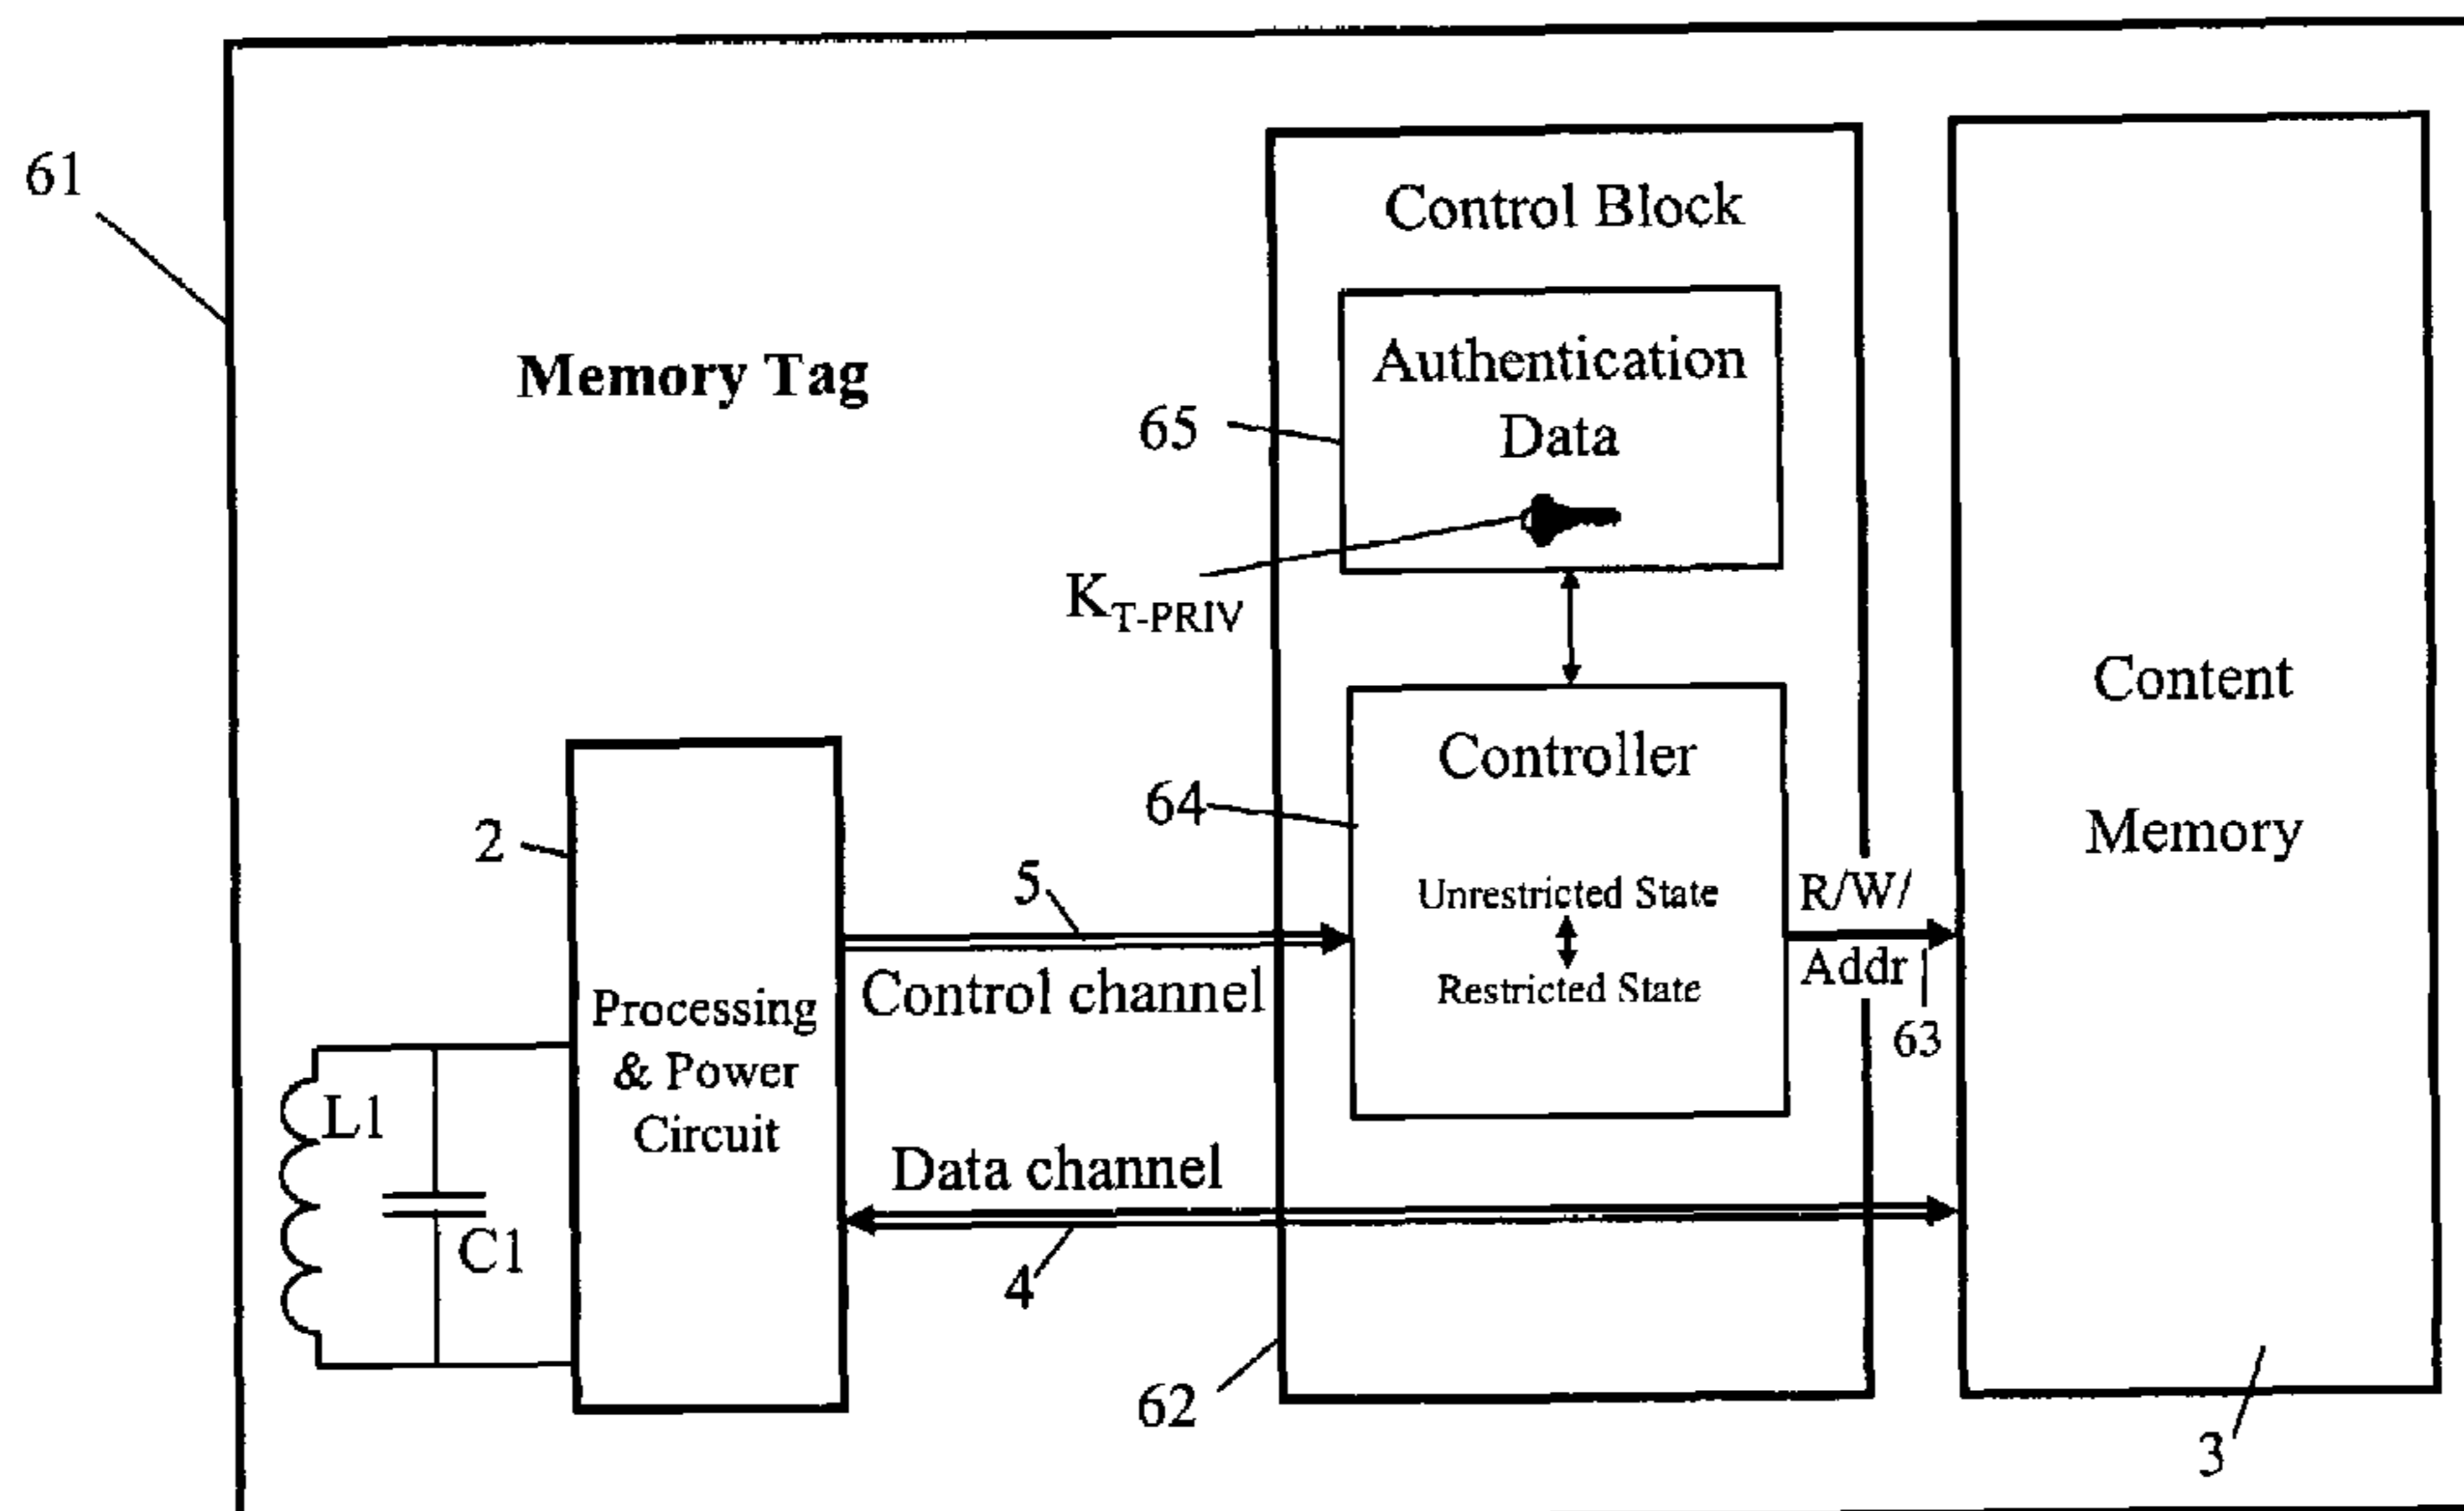 61
Memory Tag
Control Block
Authentication
Data
65
K_T-PRIV
Content
Memory
Controller
64
Unrestricted State
Restricted State
R/W/
Addr
63
2
Processing
& Power
Circuit
5
Control channel
Data channel
4
L1
C1
62
3